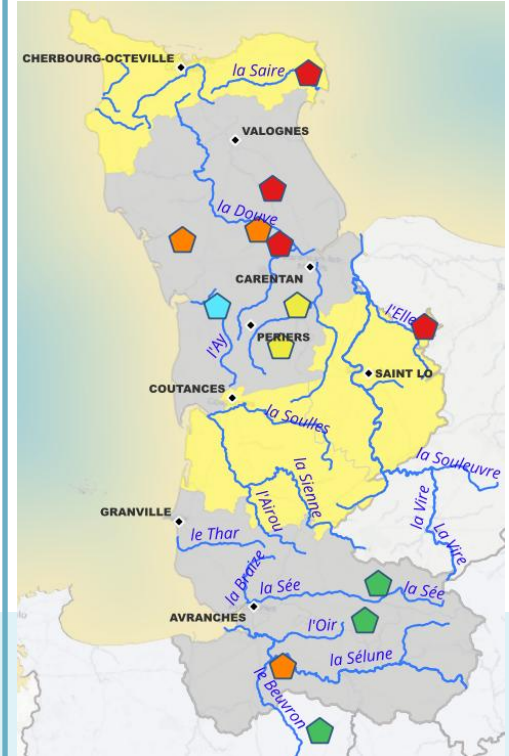 CHERBOURG-OCTEVILLE
la Saire
VALOGNES
la Douve
CARENTAN
l'Elle
l'Ay
PERIERS
SAINT LO
COUTANCES
la Soulles
la Souleuvre
la Sienne
l'Airou
la Vire
GRANVILLE
le Thar
La Vire
la Braize
la Sée
la Sée
AVRANCHES
l'Oir
la Sélune
le Beuvron